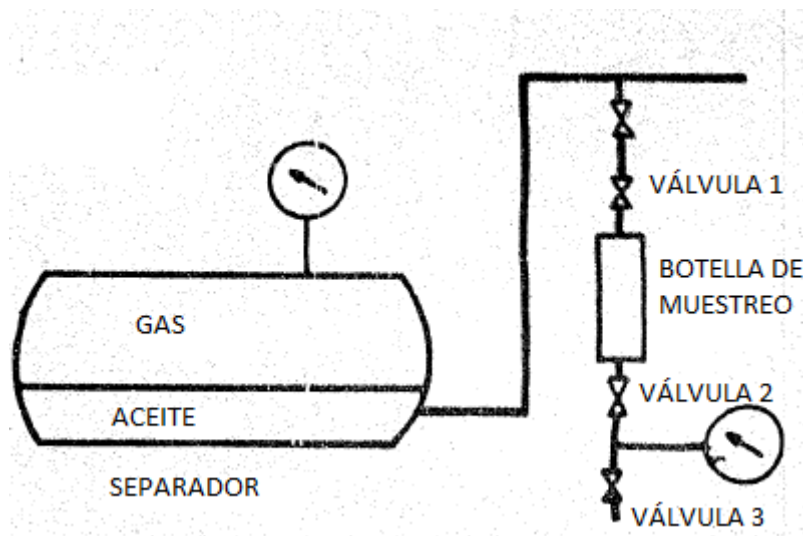 VÁLVULA 1
BOTELLA DE
MUESTREO
GAS
VÁLVULA 2
ACEITE
SEPARADOR
VÁLVULA 3